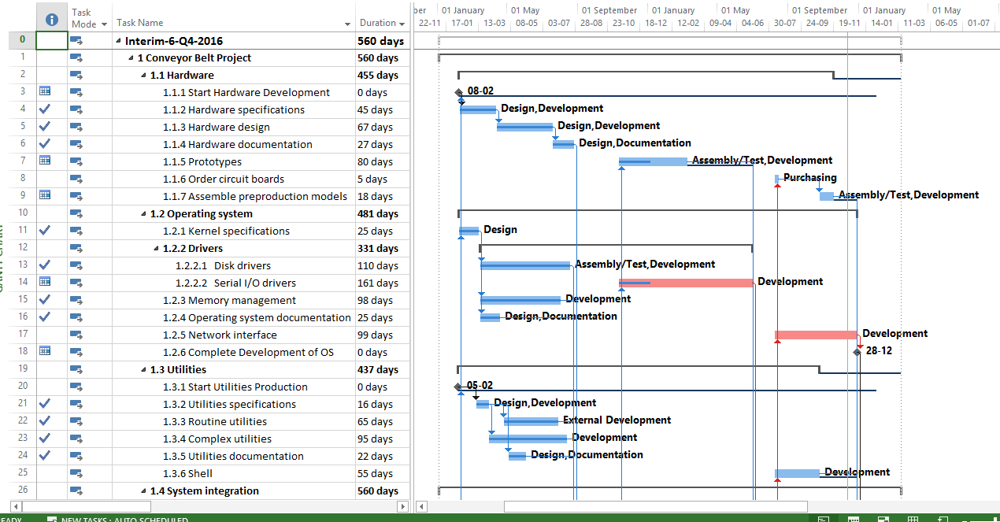 ber 01 January 01 May 01 September 01 January 01 May 01 September 01 January 01 May
Task Mode Task Name Duration 22-11 17-01 13-03 08-05 03-07 28-08 23-10 18-12 12-02 09-04 04-06 30-07 24-09 19-11 14-01 11-03 06-05 01-07
0 Interim-6-Q4-2016 560 days
1 1 Conveyor Belt Project 560 days
2 1.1 Hardware 455 days
3 1.1.1 Start Hardware Development 0 days 08-02
4 1.1.2 Hardware specifications 45 days Design,Development
5 1.1.3 Hardware design 67 days Design,Development
6 1.1.4 Hardware documentation 27 days Design,Documentation
7 1.1.5 Prototypes 80 days Assembly/Test,Development
8 1.1.6 Order circuit boards 5 days Purchasing
9 1.1.7 Assemble preproduction models 18 days Assembly/Test,Development
10 1.2 Operating system 481 days
11 1.2.1 Kernel specifications 25 days Design
12 1.2.2 Drivers 331 days
13 1.2.2.1 Disk drivers 110 days Assembly/Test,Development
14 1.2.2.2 Serial I/O drivers 161 days Development
15 1.2.3 Memory management 98 days Development
16 1.2.4 Operating system documentation 25 days Design,Documentation
17 1.2.5 Network interface 99 days Development
18 1.2.6 Complete Development of OS 0 days 28-12
19 1.3 Utilities 437 days
20 1.3.1 Start Utilities Production 0 days 05-02
21 1.3.2 Utilities specifications 16 days Design,Development
22 1.3.3 Routine utilities 65 days External Development
23 1.3.4 Complex utilities 95 days Development
24 1.3.5 Utilities documentation 22 days Design,Documentation
25 1.3.6 Shell 55 days Development
26 1.4 System integration 560 days
NEW TASKS : AUTO SCHEDULED